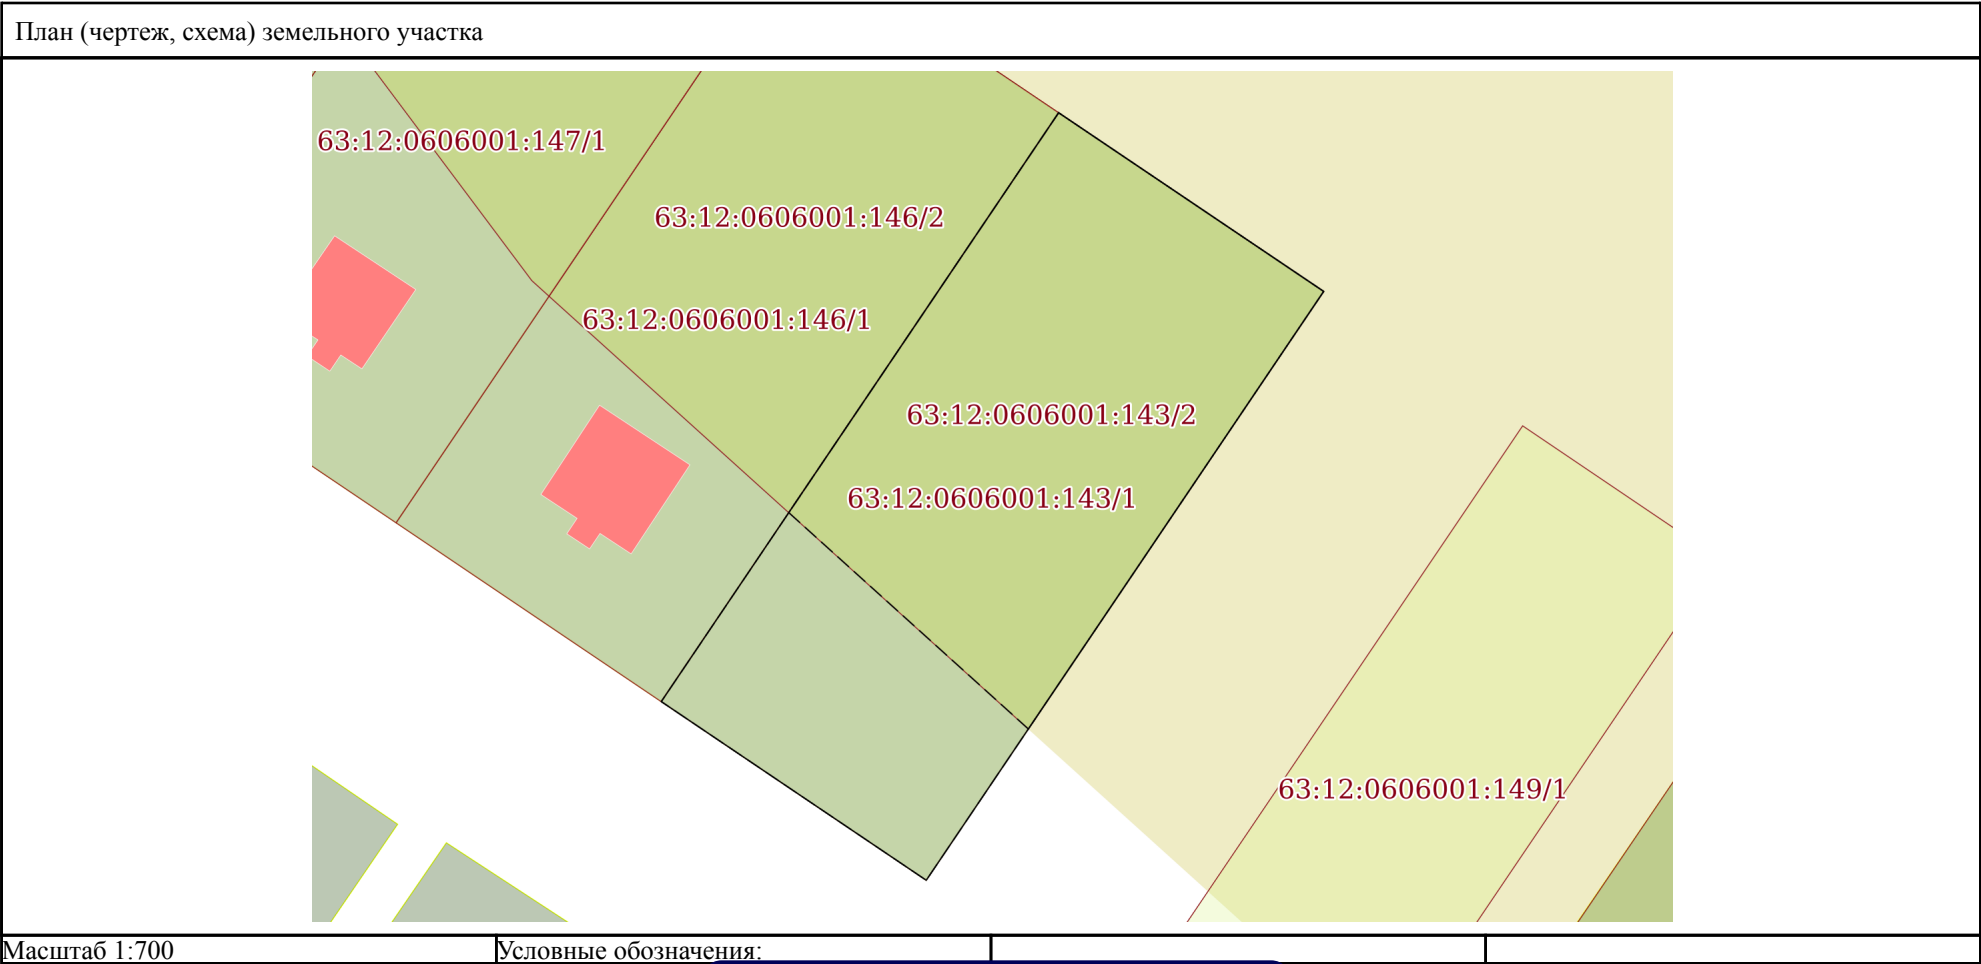 План (чертеж, схема) земельного участка
63:12:0606001:147/1
63:12:0606001:146/2
63:12:0606001:146/1
63:12:0606001:143/2
63:12:0606001:143/1
63:12:0606001:149/1
Масштаб 1:700
Условные обозначения: